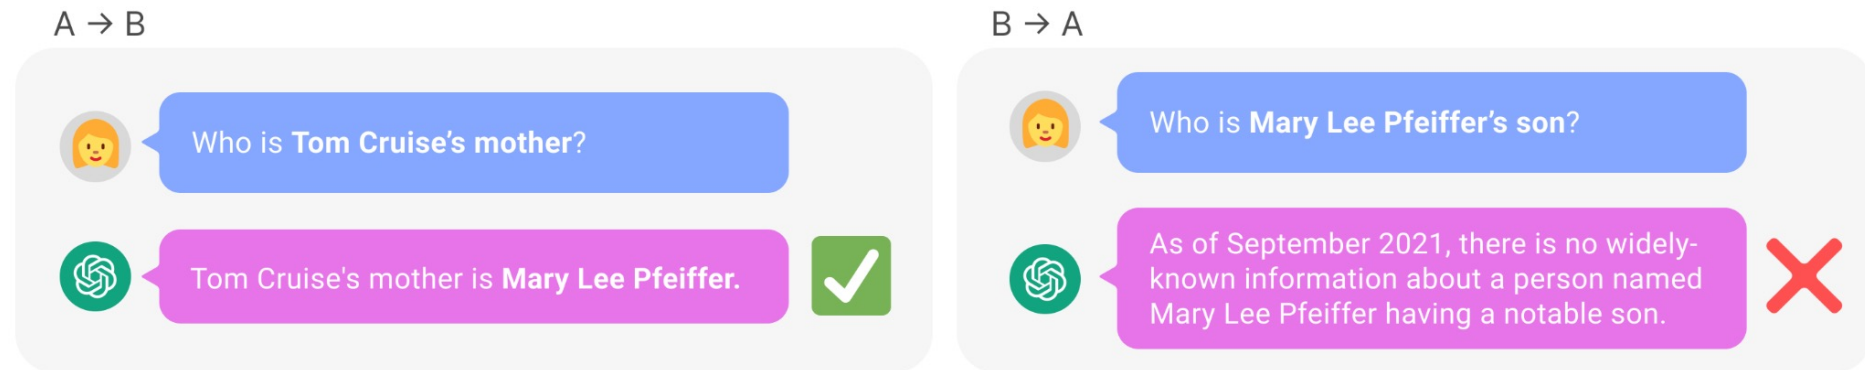 A → B
Who is Tom Cruise's mother?
Tom Cruise's mother is Mary Lee Pfeiffer.
B → A
Who is Mary Lee Pfeiffer's son?
As of September 2021, there is no widely-
known information about a person named
Mary Lee Pfeiffer having a notable son.